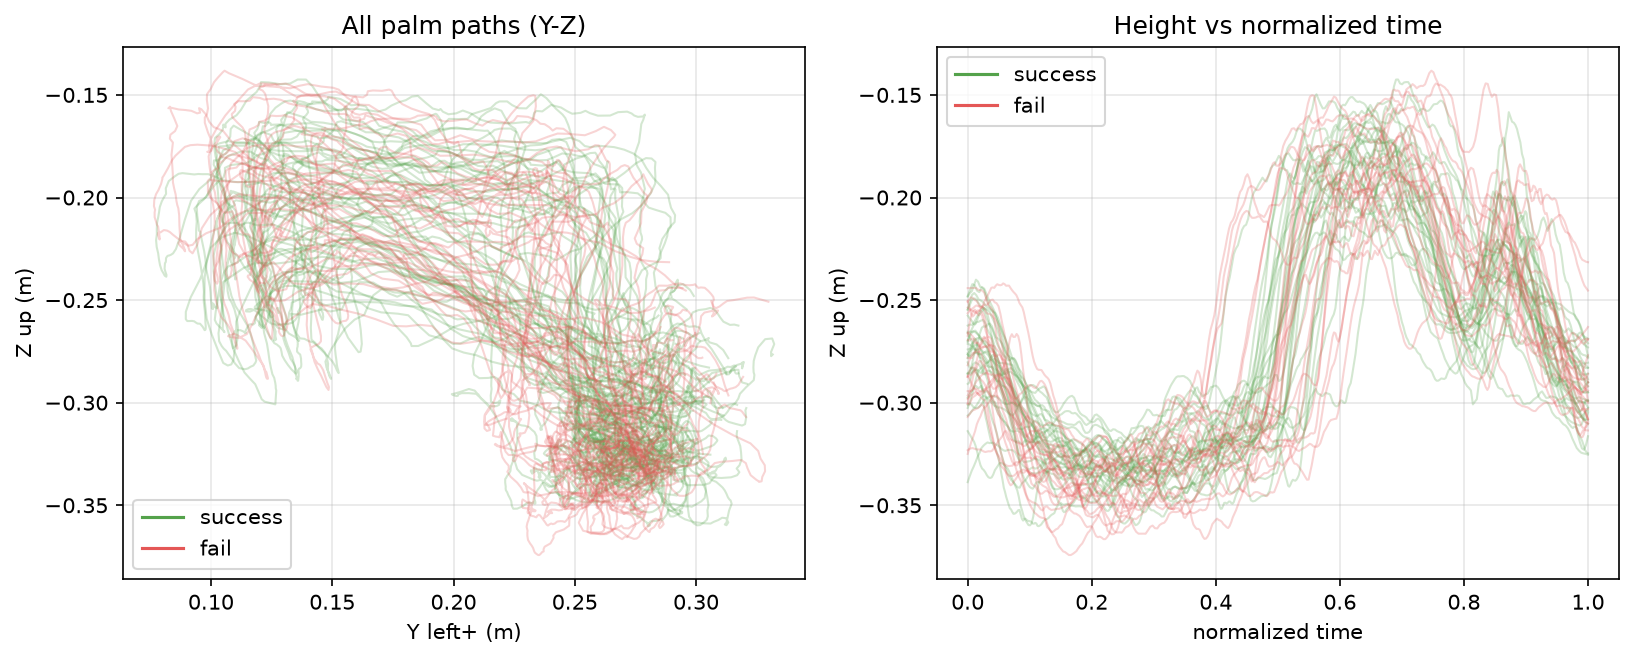 All palm paths (Y-Z)
−0.15
−0.20
−0.25
−0.30
−0.35
Z up (m)
success
fail
0.10 0.15 0.20 0.25 0.30
Y left+ (m)
Height vs normalized time
success
fail
−0.15
−0.20
−0.25
−0.30
−0.35
Z up (m)
0.0 0.2 0.4 0.6 0.8 1.0
normalized time